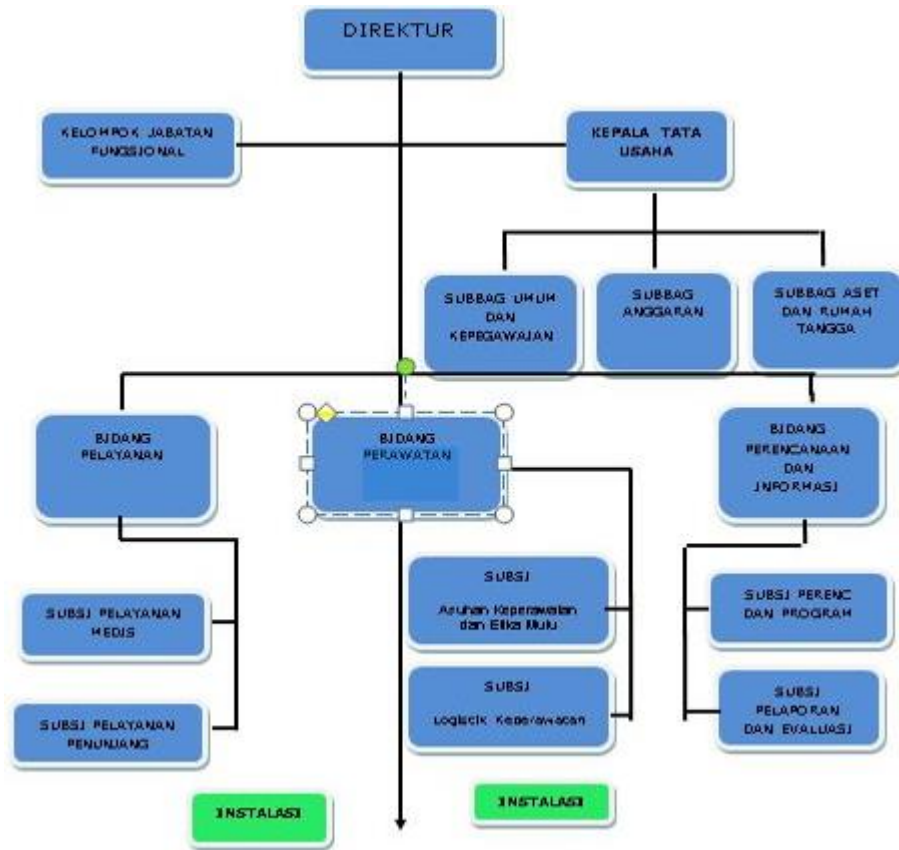 DIREKTUR
KELOMPOK JABATAN
FUNGSIONAL
KEPALA TATA
USAHA
SUBBAG UMUM
DAN
KEPEGAWAIAN
SUBBAG
ANGGARAN
SUBBAG ASET
DAN RUMAH
TANGGA
BIDANG
PELAYANAN
BIDANG
PERAWATAN
BIDANG
PERENCANAAN
DAN
INFORMASI
SUBSI PELAYANAN
MEDIS
SUBSI PELAYANAN
PENUNJANG
SUBSI
Asuhan Keperawatan
dan Etika Mutu
SUBSI
Logistik Keperawatan
SUBSI PERENC
DAN PROGRAM
SUBSI
PELAPORAN
DAN EVALUASI
INSTALASI
INSTALASI